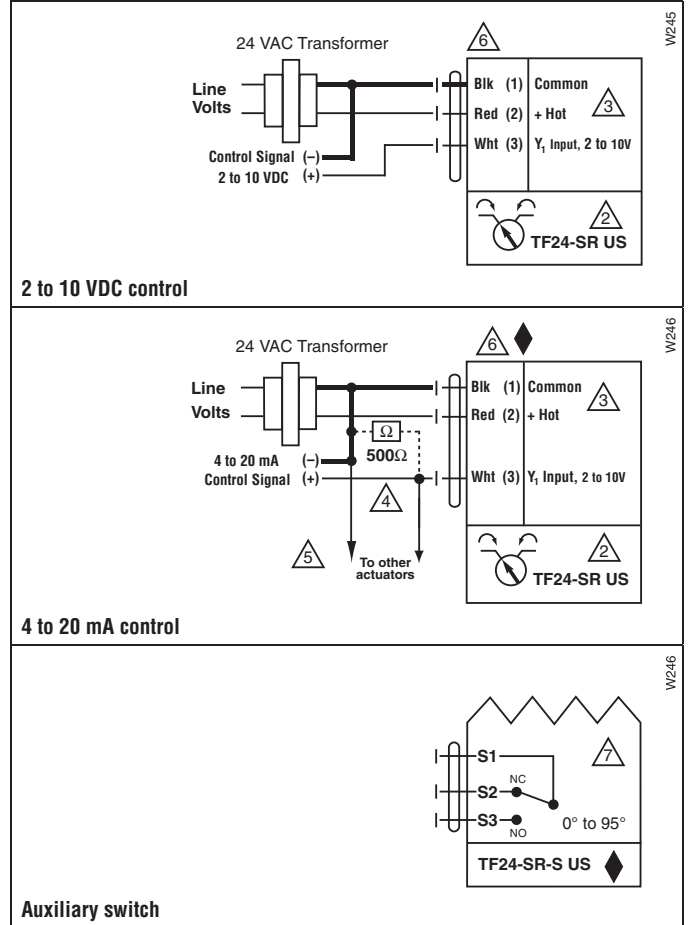 W245
24 VAC Transformer
6
Line
Volts
Blk (1) Common
3
Red (2) + Hot
Wht (3) Y₁ Input, 2 to 10V
Control Signal (–)
2 to 10 VDC (+)
2
TF24-SR US
2 to 10 VDC control
W246
24 VAC Transformer
6
Line
Volts
Blk (1) Common
3
Red (2) + Hot
Ω
500Ω
4 to 20 mA (–)
Control Signal (+)
Wht (3) Y₁ Input, 2 to 10V
4
5
To other
actuators
2
TF24-SR US
4 to 20 mA control
W246
S1
7
NC
S2
S3
NO
0° to 95°
TF24-SR-S US
Auxiliary switch